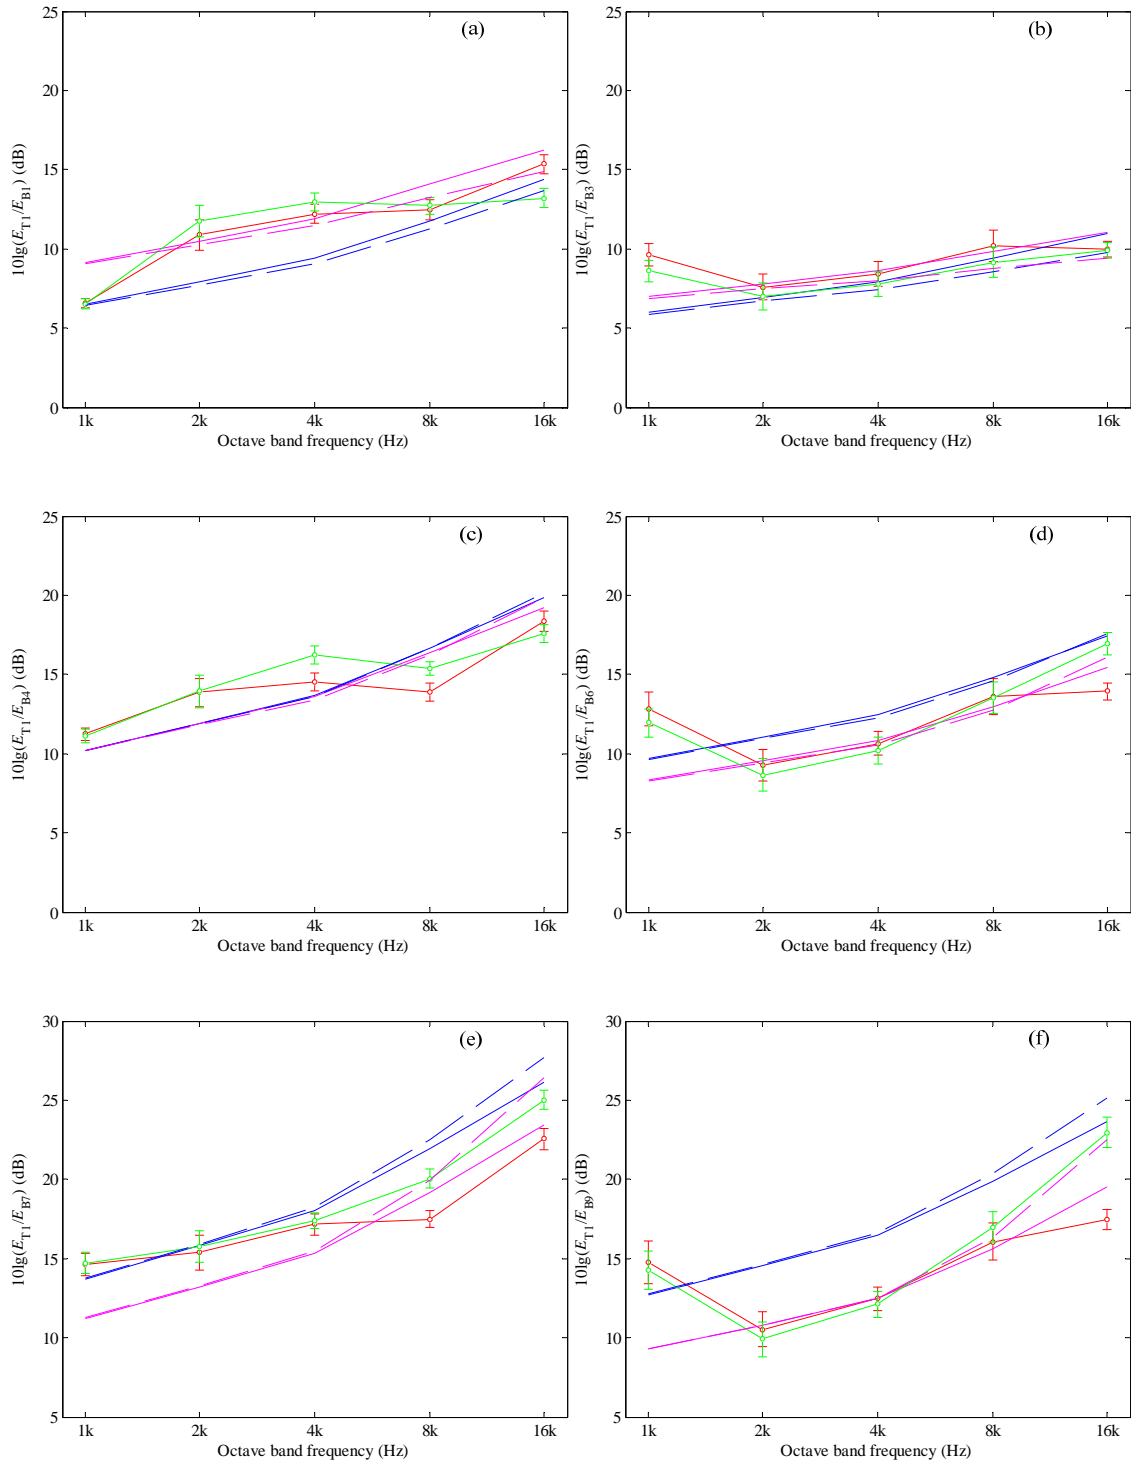 (a)
25
20
15
10
5
0
10lg(E_T1/E_B1) (dB)
1k 2k 4k 8k 16k
Octave band frequency (Hz)
(b)
25
20
15
10
5
0
10lg(E_T1/E_B3) (dB)
1k 2k 4k 8k 16k
Octave band frequency (Hz)
(c)
25
20
15
10
5
0
10lg(E_T1/E_B4) (dB)
1k 2k 4k 8k 16k
Octave band frequency (Hz)
(d)
25
20
15
10
5
0
10lg(E_T1/E_B6) (dB)
1k 2k 4k 8k 16k
Octave band frequency (Hz)
(e)
30
25
20
15
10
5
10lg(E_T1/E_B7) (dB)
1k 2k 4k 8k 16k
Octave band frequency (Hz)
(f)
30
25
20
15
10
5
10lg(E_T1/E_B9) (dB)
1k 2k 4k 8k 16k
Octave band frequency (Hz)